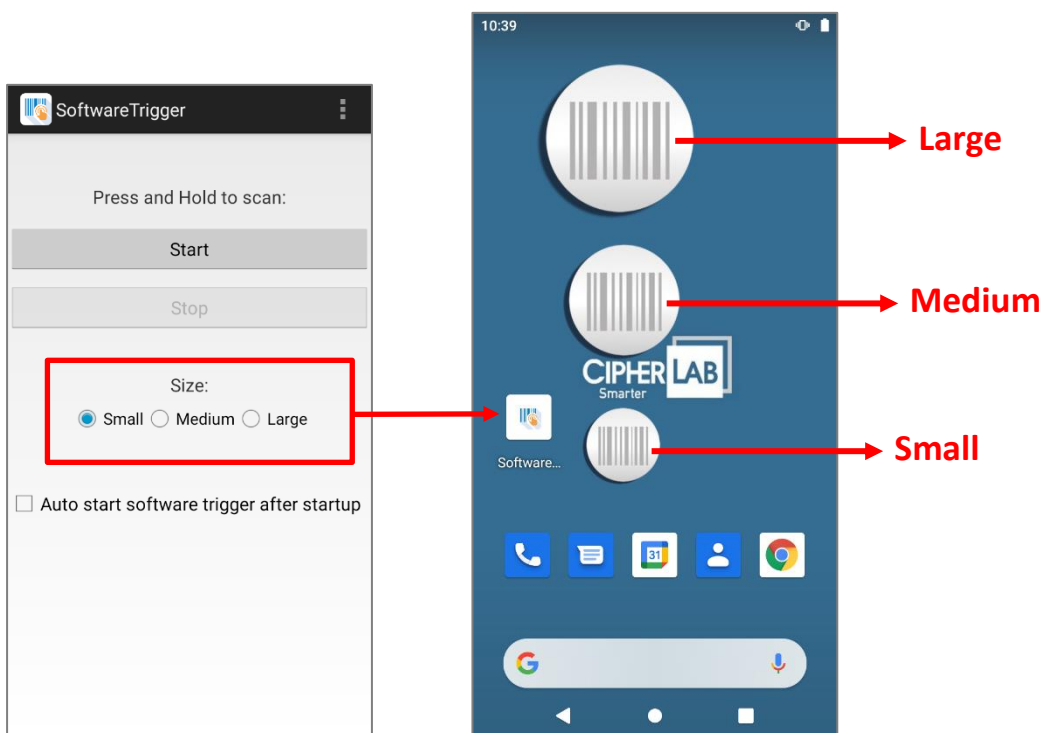 SoftwareTrigger
Press and Hold to scan:
Start
Stop
Size:
Small Medium Large
Auto start software trigger after startup
10:39
Large
Medium
CIPHER LAB
Smarter
Small
Software...
31